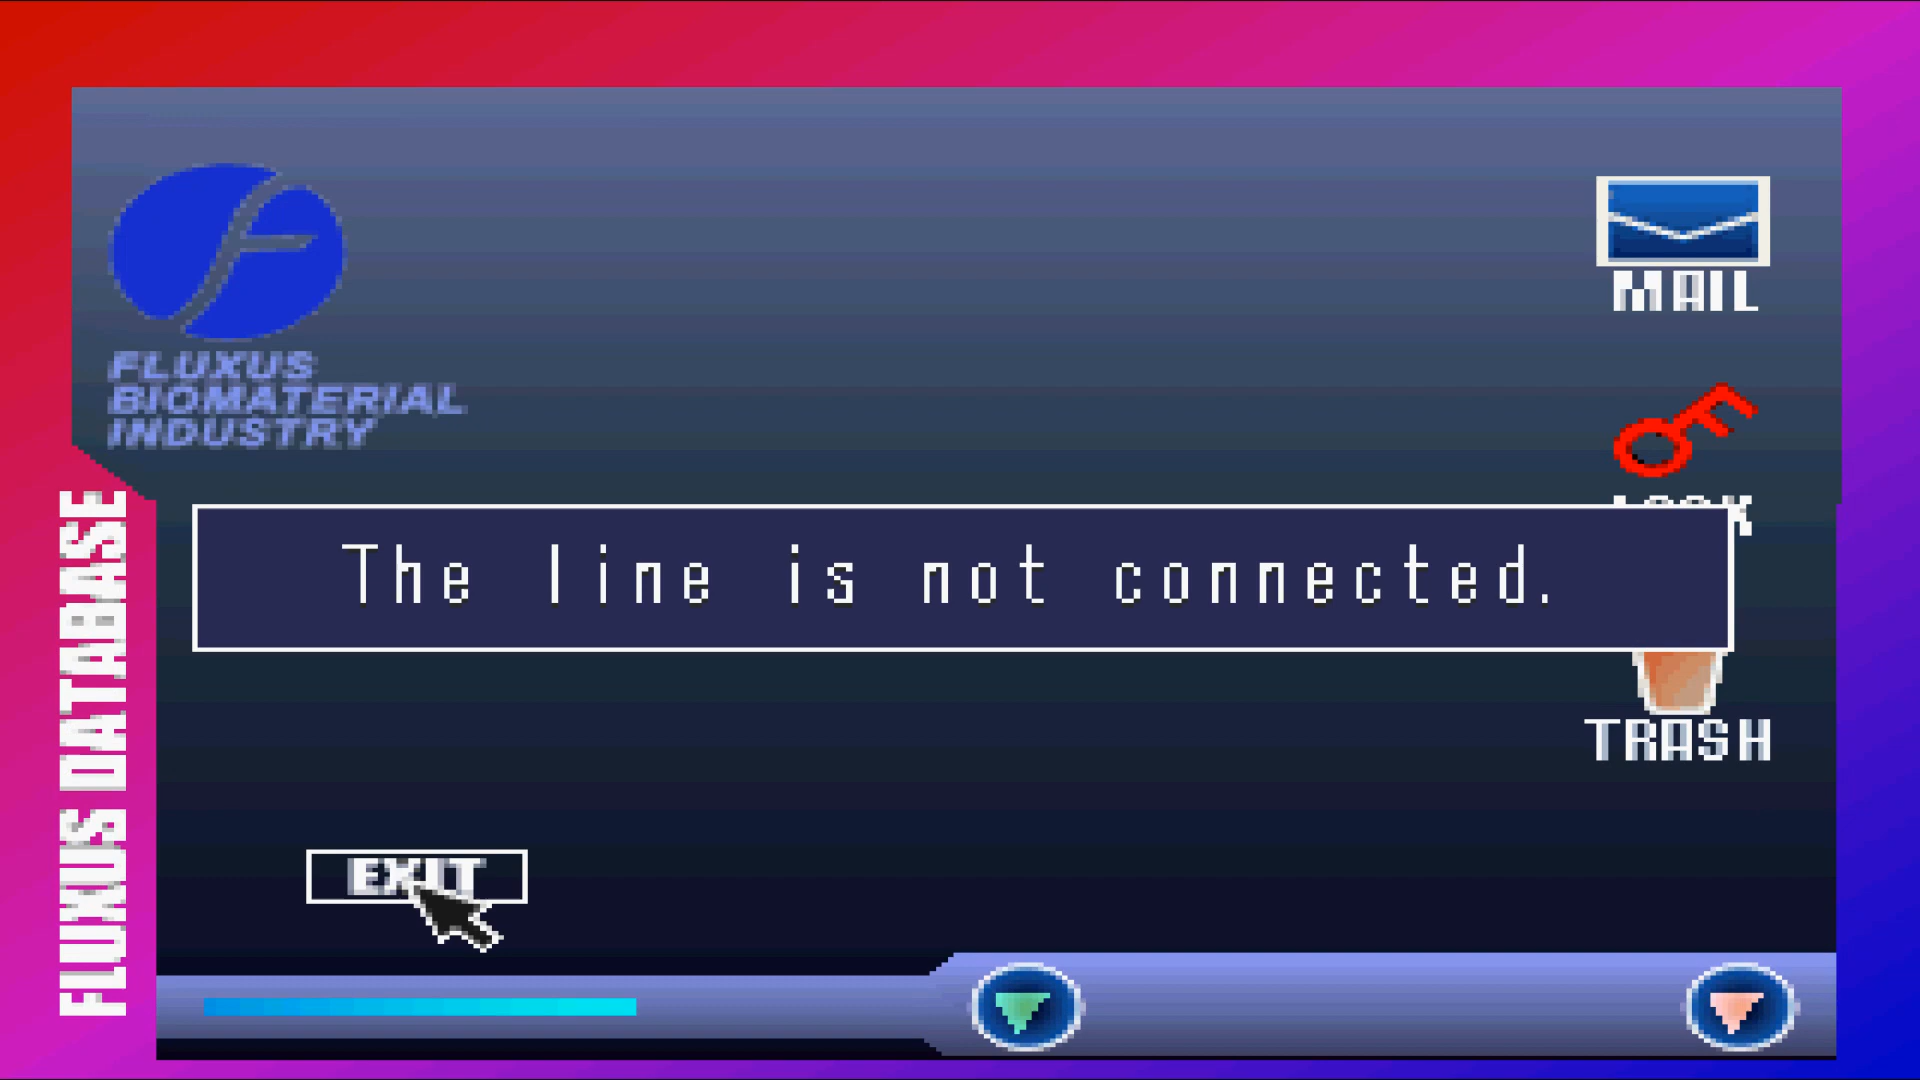 FLUXUS
BIOMATERIAL
INDUSTRY
MAIL
The line is not connected.
TRASH
EXIT
FLUXUS DATABASE